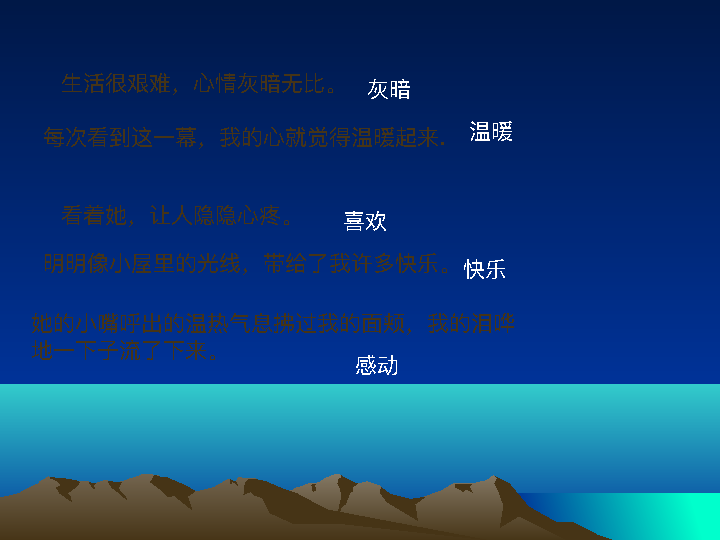 生活很艰难，心情灰暗无比。 灰暗
每次看到这一幕，我的心就觉得温暖起来. 温暖
看着她，让人隐隐心疼。 喜欢
明明像小屋里的光线，带给了我许多快乐。 快乐
她的小嘴呼出的温热气息拂过我的面颊，我的泪哗
地一下子流了下来。
感动